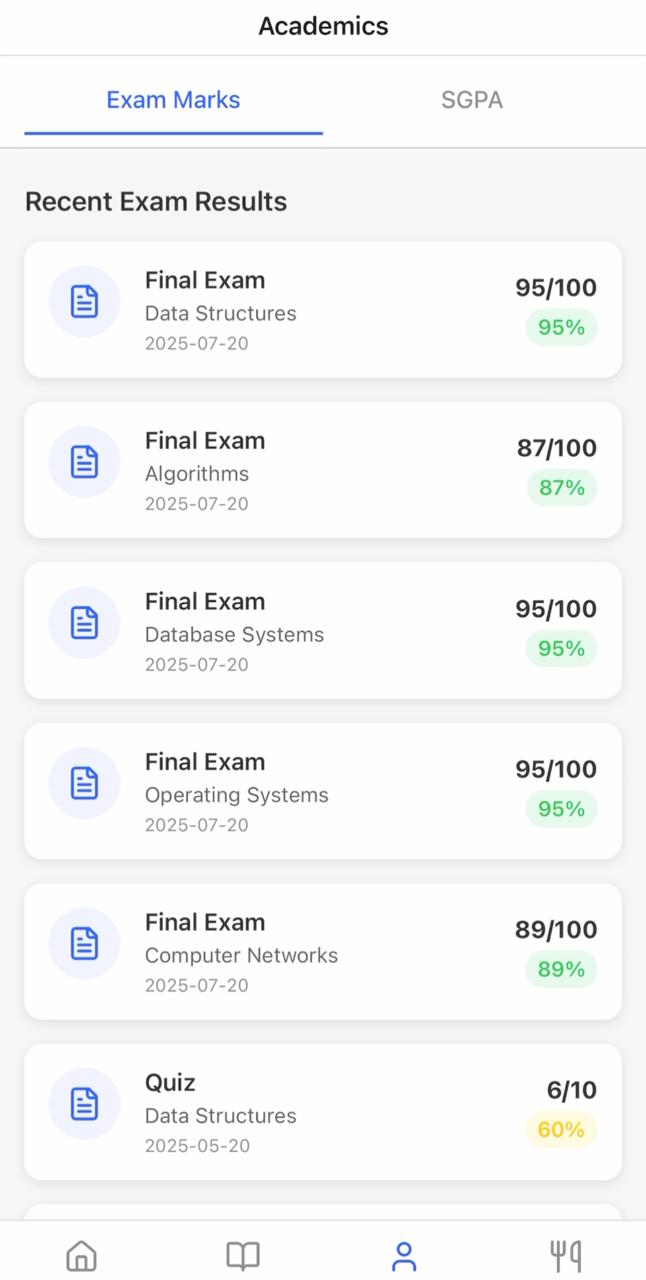 Academics
Exam Marks
SGPA
Recent Exam Results
Final Exam
Data Structures
2025-07-20
95/100
95%
Final Exam
Algorithms
2025-07-20
87/100
87%
Final Exam
Database Systems
2025-07-20
95/100
95%
Final Exam
Operating Systems
2025-07-20
95/100
95%
Final Exam
Computer Networks
2025-07-20
89/100
89%
Quiz
Data Structures
2025-05-20
6/10
60%